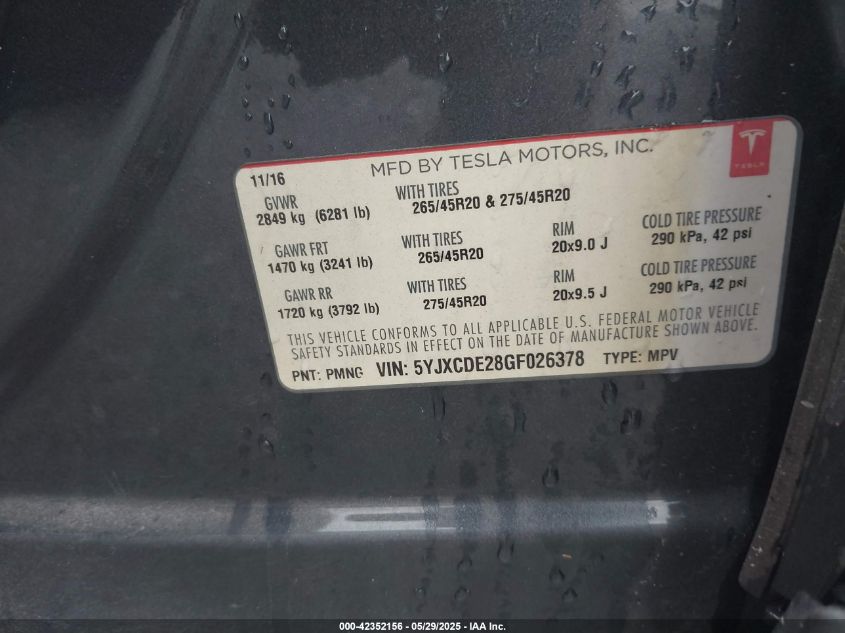 MFD BY TESLA MOTORS, INC.
TESLA
11/16
GVWR
2849 kg (6281 lb)
WITH TIRES
265/45R20 & 275/45R20
GAWR FRT
1470 kg (3241 lb)
WITH TIRES
265/45R20
RIM
20x9.0 J
COLD TIRE PRESSURE
290 kPa, 42 psi
GAWR RR
1720 kg (3792 lb)
WITH TIRES
275/45R20
RIM
20x9.5 J
COLD TIRE PRESSURE
290 kPa, 42 psi
THIS VEHICLE CONFORMS TO ALL APPLICABLE U.S. FEDERAL MOTOR VEHICLE
SAFETY STANDARDS IN EFFECT ON THE DATE OF MANUFACTURE SHOWN ABOVE.
PNT: PMNG VIN: 5YJXCDE28GF026378 TYPE: MPV
000-42352156 - 05/29/2025 - IAA Inc.